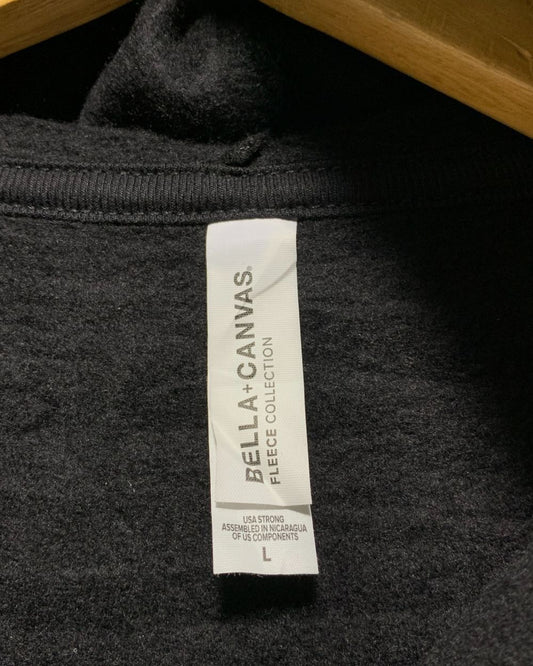 BELLA+CANVAS®
FLEECE COLLECTION
USA STRONG
ASSEMBLED IN NICARAGUA
OF US COMPONENTS
L